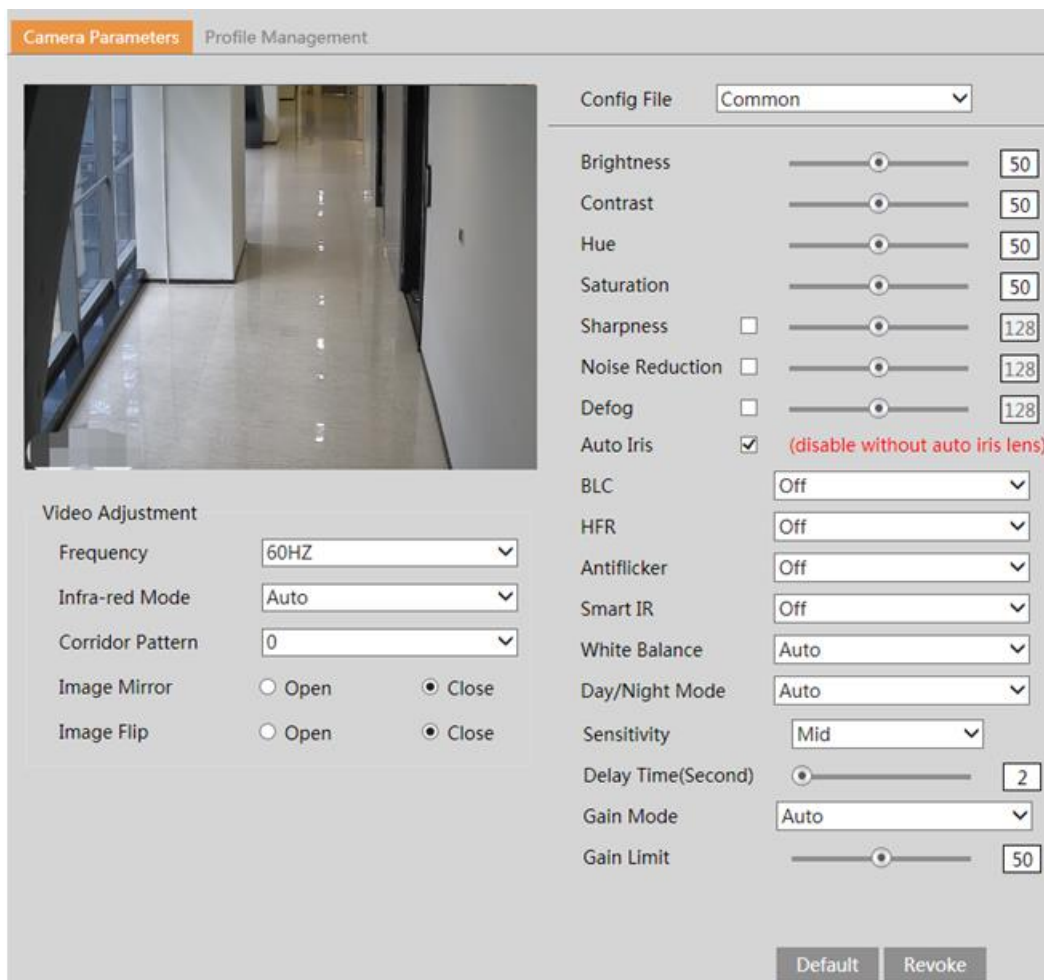 Camera Parameters Profile Management
Config File Common
Brightness 50
Contrast 50
Hue 50
Saturation 50
Sharpness 128
Noise Reduction 128
Defog 128
Auto Iris (disable without auto iris lens)
BLC Off
HFR Off
Antiflicker Off
Smart IR Off
White Balance Auto
Day/Night Mode Auto
Sensitivity Mid
Delay Time(Second) 2
Gain Mode Auto
Gain Limit 50
Video Adjustment
Frequency 60HZ
Infra-red Mode Auto
Corridor Pattern 0
Image Mirror Open Close
Image Flip Open Close
Default Revoke